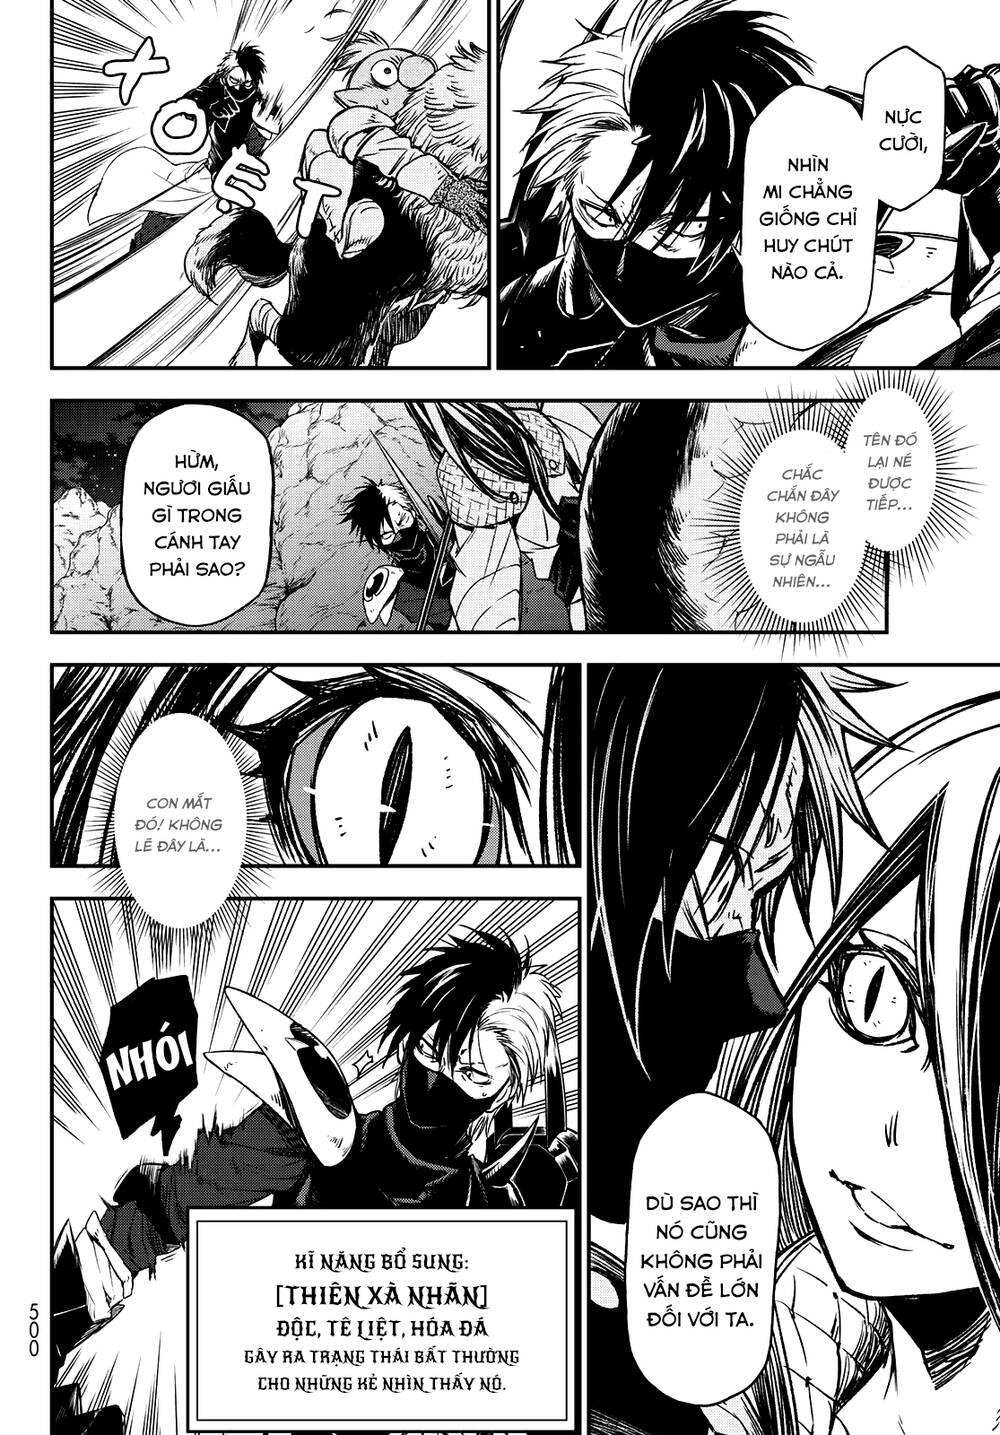 NỰC
CƯỜI,
NHÌN
MI CHẲNG
GIỐNG CHỈ
HUY CHÚT
NÀO CẢ.
TÊN ĐÓ
LẠI NÉ
ĐƯỢC
TIẾP...
CHẮC
CHẮN ĐÂY
KHÔNG
PHẢI LÀ
SỰ NGẪU
NHIÊN...
HỪM,
NGƯƠI GIẤU
GÌ TRONG
CÁNH TAY
PHẢI SAO?
DÙ SAO THÌ
NÓ CŨNG
KHÔNG PHẢI
VẤN ĐỀ LỚN
ĐỐI VỚI TA.
CON MẮT
ĐÓ! KHÔNG
LẼ ĐÂY LÀ...
NHÓI
KĨ NĂNG BỔ SUNG:
[THIÊN XÀ NHÃN]
ĐỘC, TÊ LIỆT, HÓA ĐÁ
GÂY RA TRẠNG THÁI BẤT THƯỜNG
CHO NHỮNG KẺ NHÌN THẤY NÓ.
500